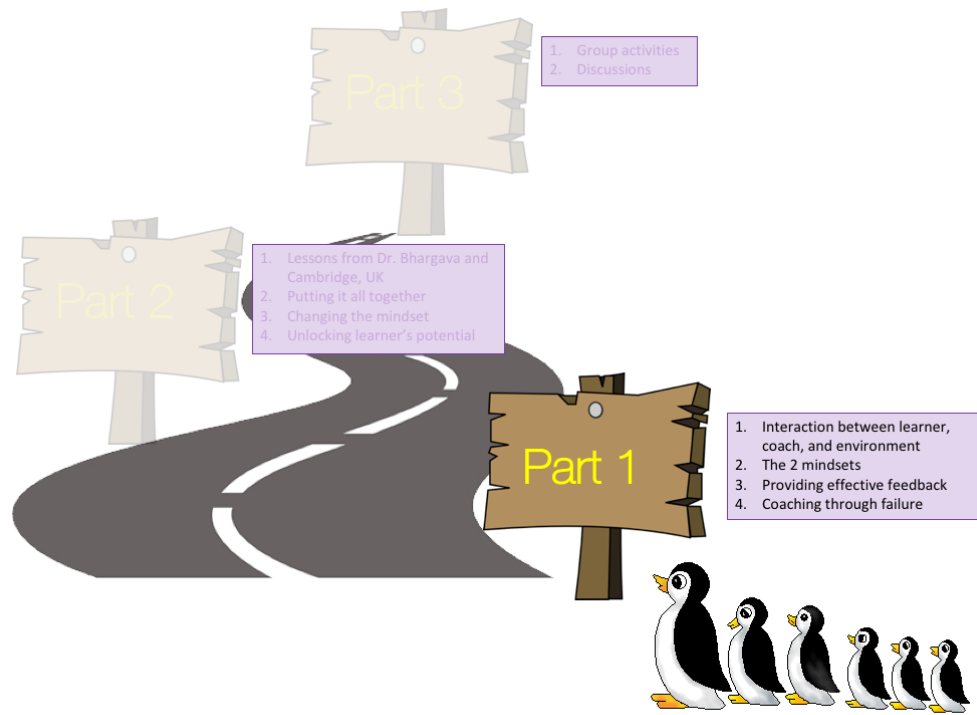 Part 3
1. Group activities
2. Discussions
Part 2
1. Lessons from Dr. Bhargava and
Cambridge, UK
2. Putting it all together
3. Changing the mindset
4. Unlocking learner’s potential
Part 1
1. Interaction between learner,
coach, and environment
2. The 2 mindsets
3. Providing effective feedback
4. Coaching through failure